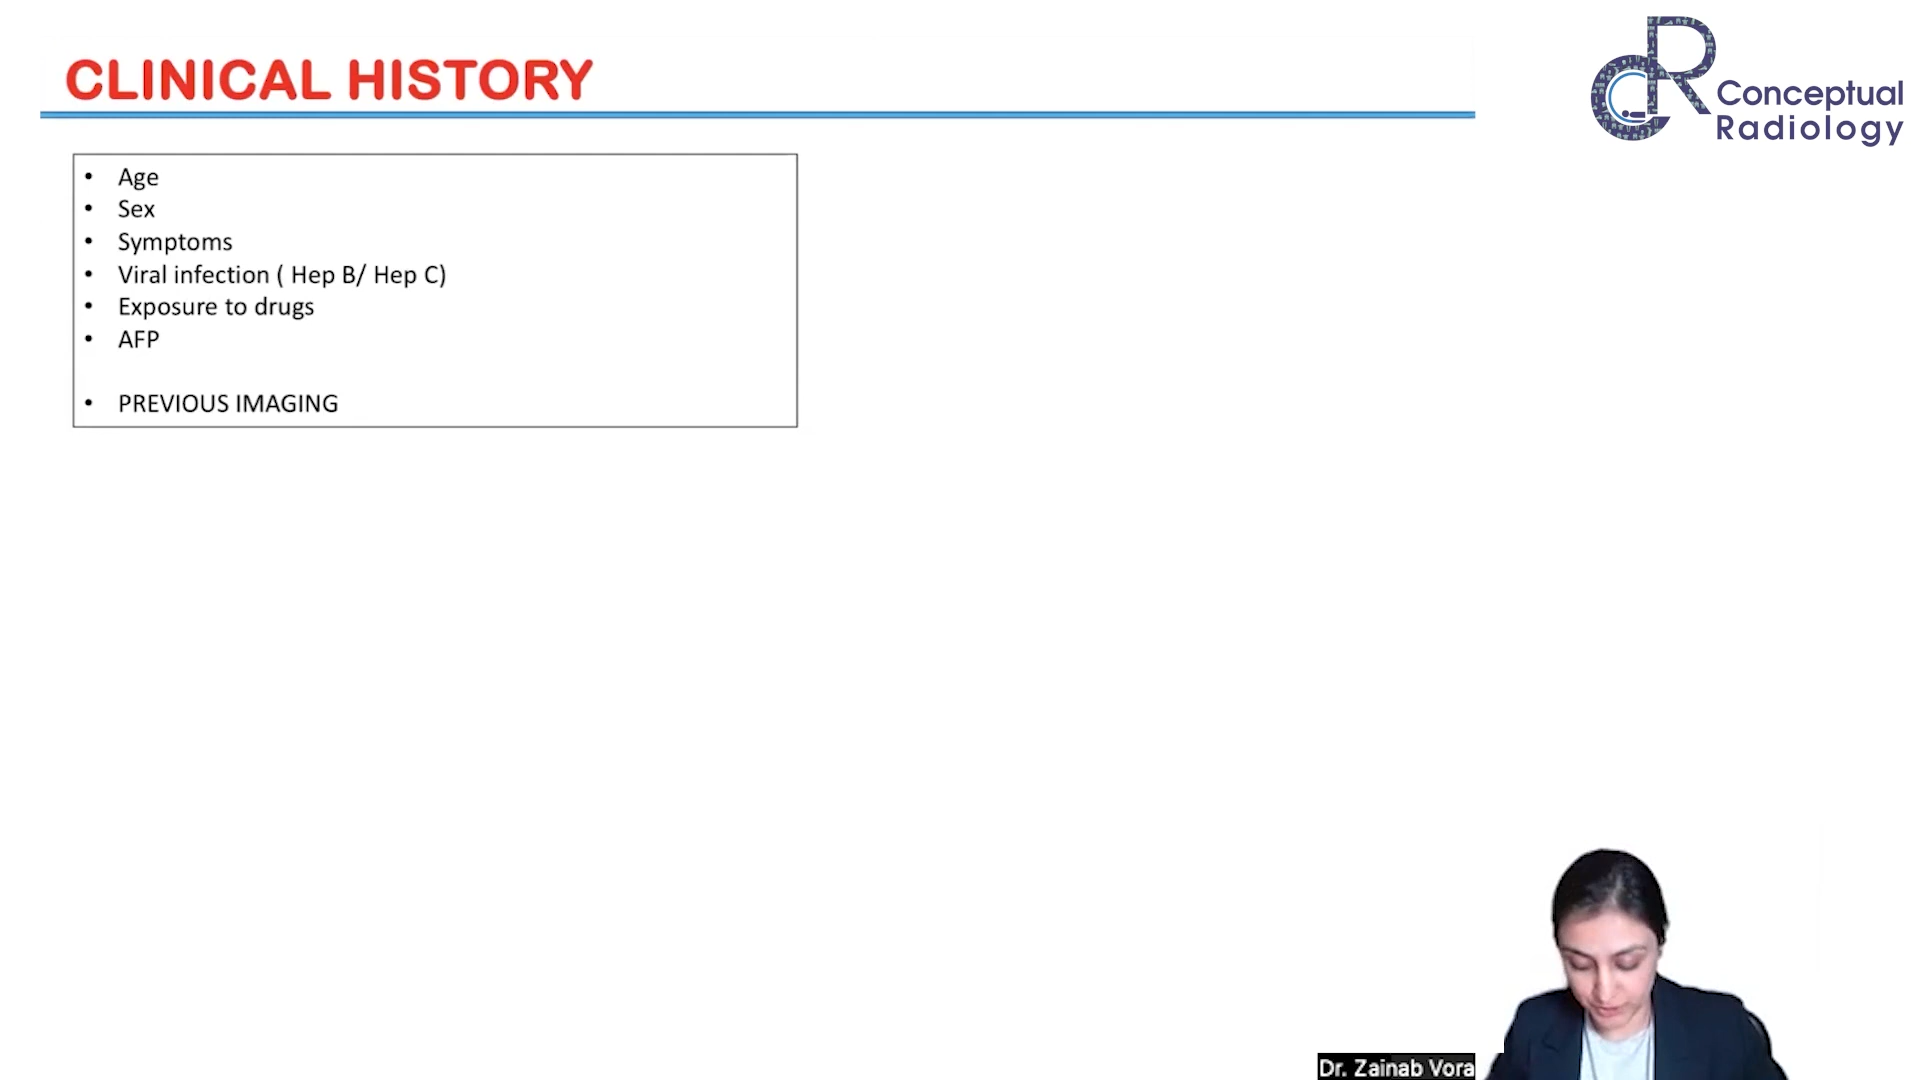 CLINICAL HISTORY
CR Conceptual
Radiology
• Age
• Sex
• Symptoms
• Viral infection ( Hep B/ Hep C)
• Exposure to drugs
• AFP
• PREVIOUS IMAGING
Dr. Zainab Vora